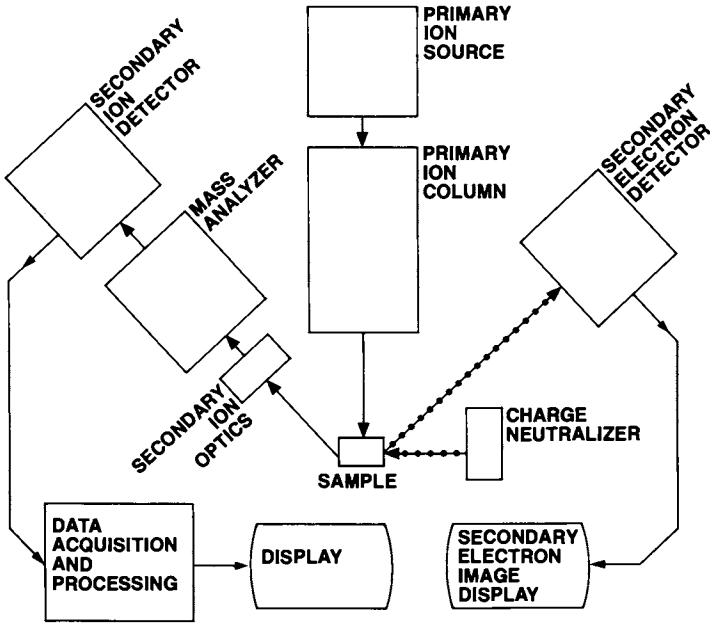 PRIMARY
ION
SOURCE
SECONDARY
ION
DETECTOR
PRIMARY
ION
COLUMN
SECONDARY
ELECTRON
DETECTOR
MASS
ANALYZER
SECONDARY
ION
OPTICS
CHARGE
NEUTRALIZER
SAMPLE
DATA
ACQUISITION
AND
PROCESSING
DISPLAY
SECONDARY
ELECTRON
IMAGE
DISPLAY